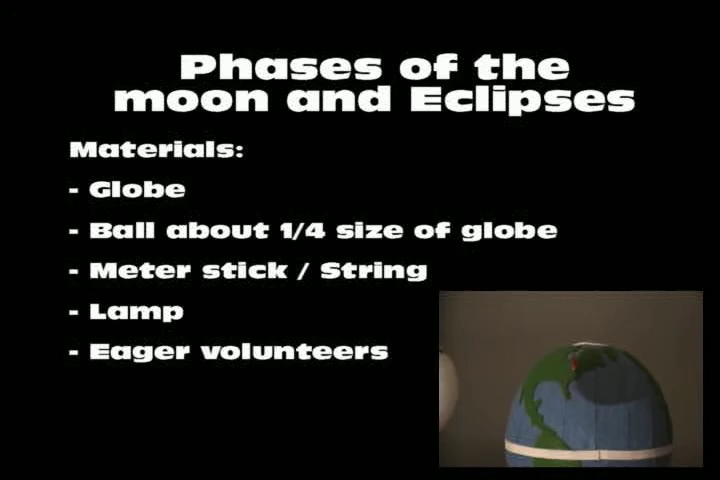 Phases of the
moon and Eclipses
Materials:
- Globe
- Ball about 1/4 size of globe
- Meter stick / String
- Lamp
- Eager volunteers